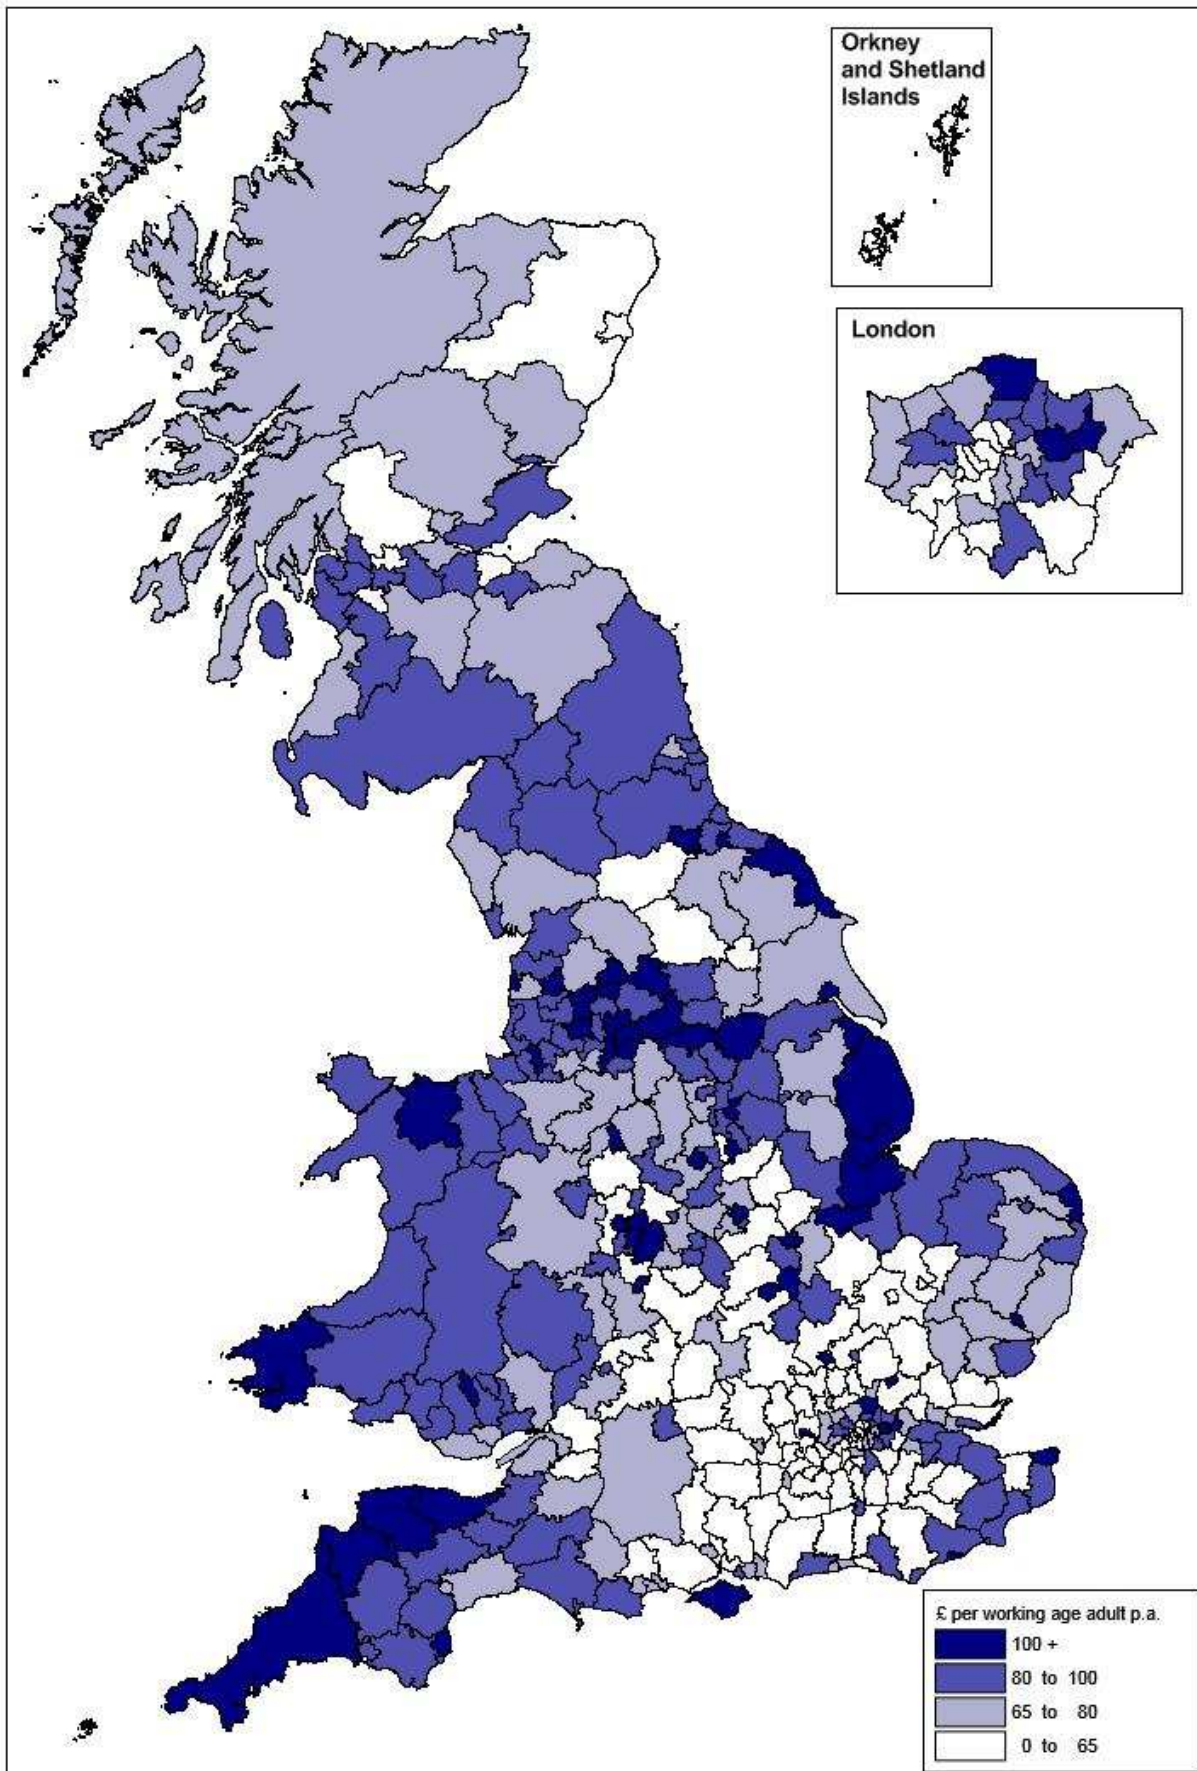 Orkney
and Shetland
Islands
London
£ per working age adult p.a.
100 +
80 to 100
65 to 80
0 to 65